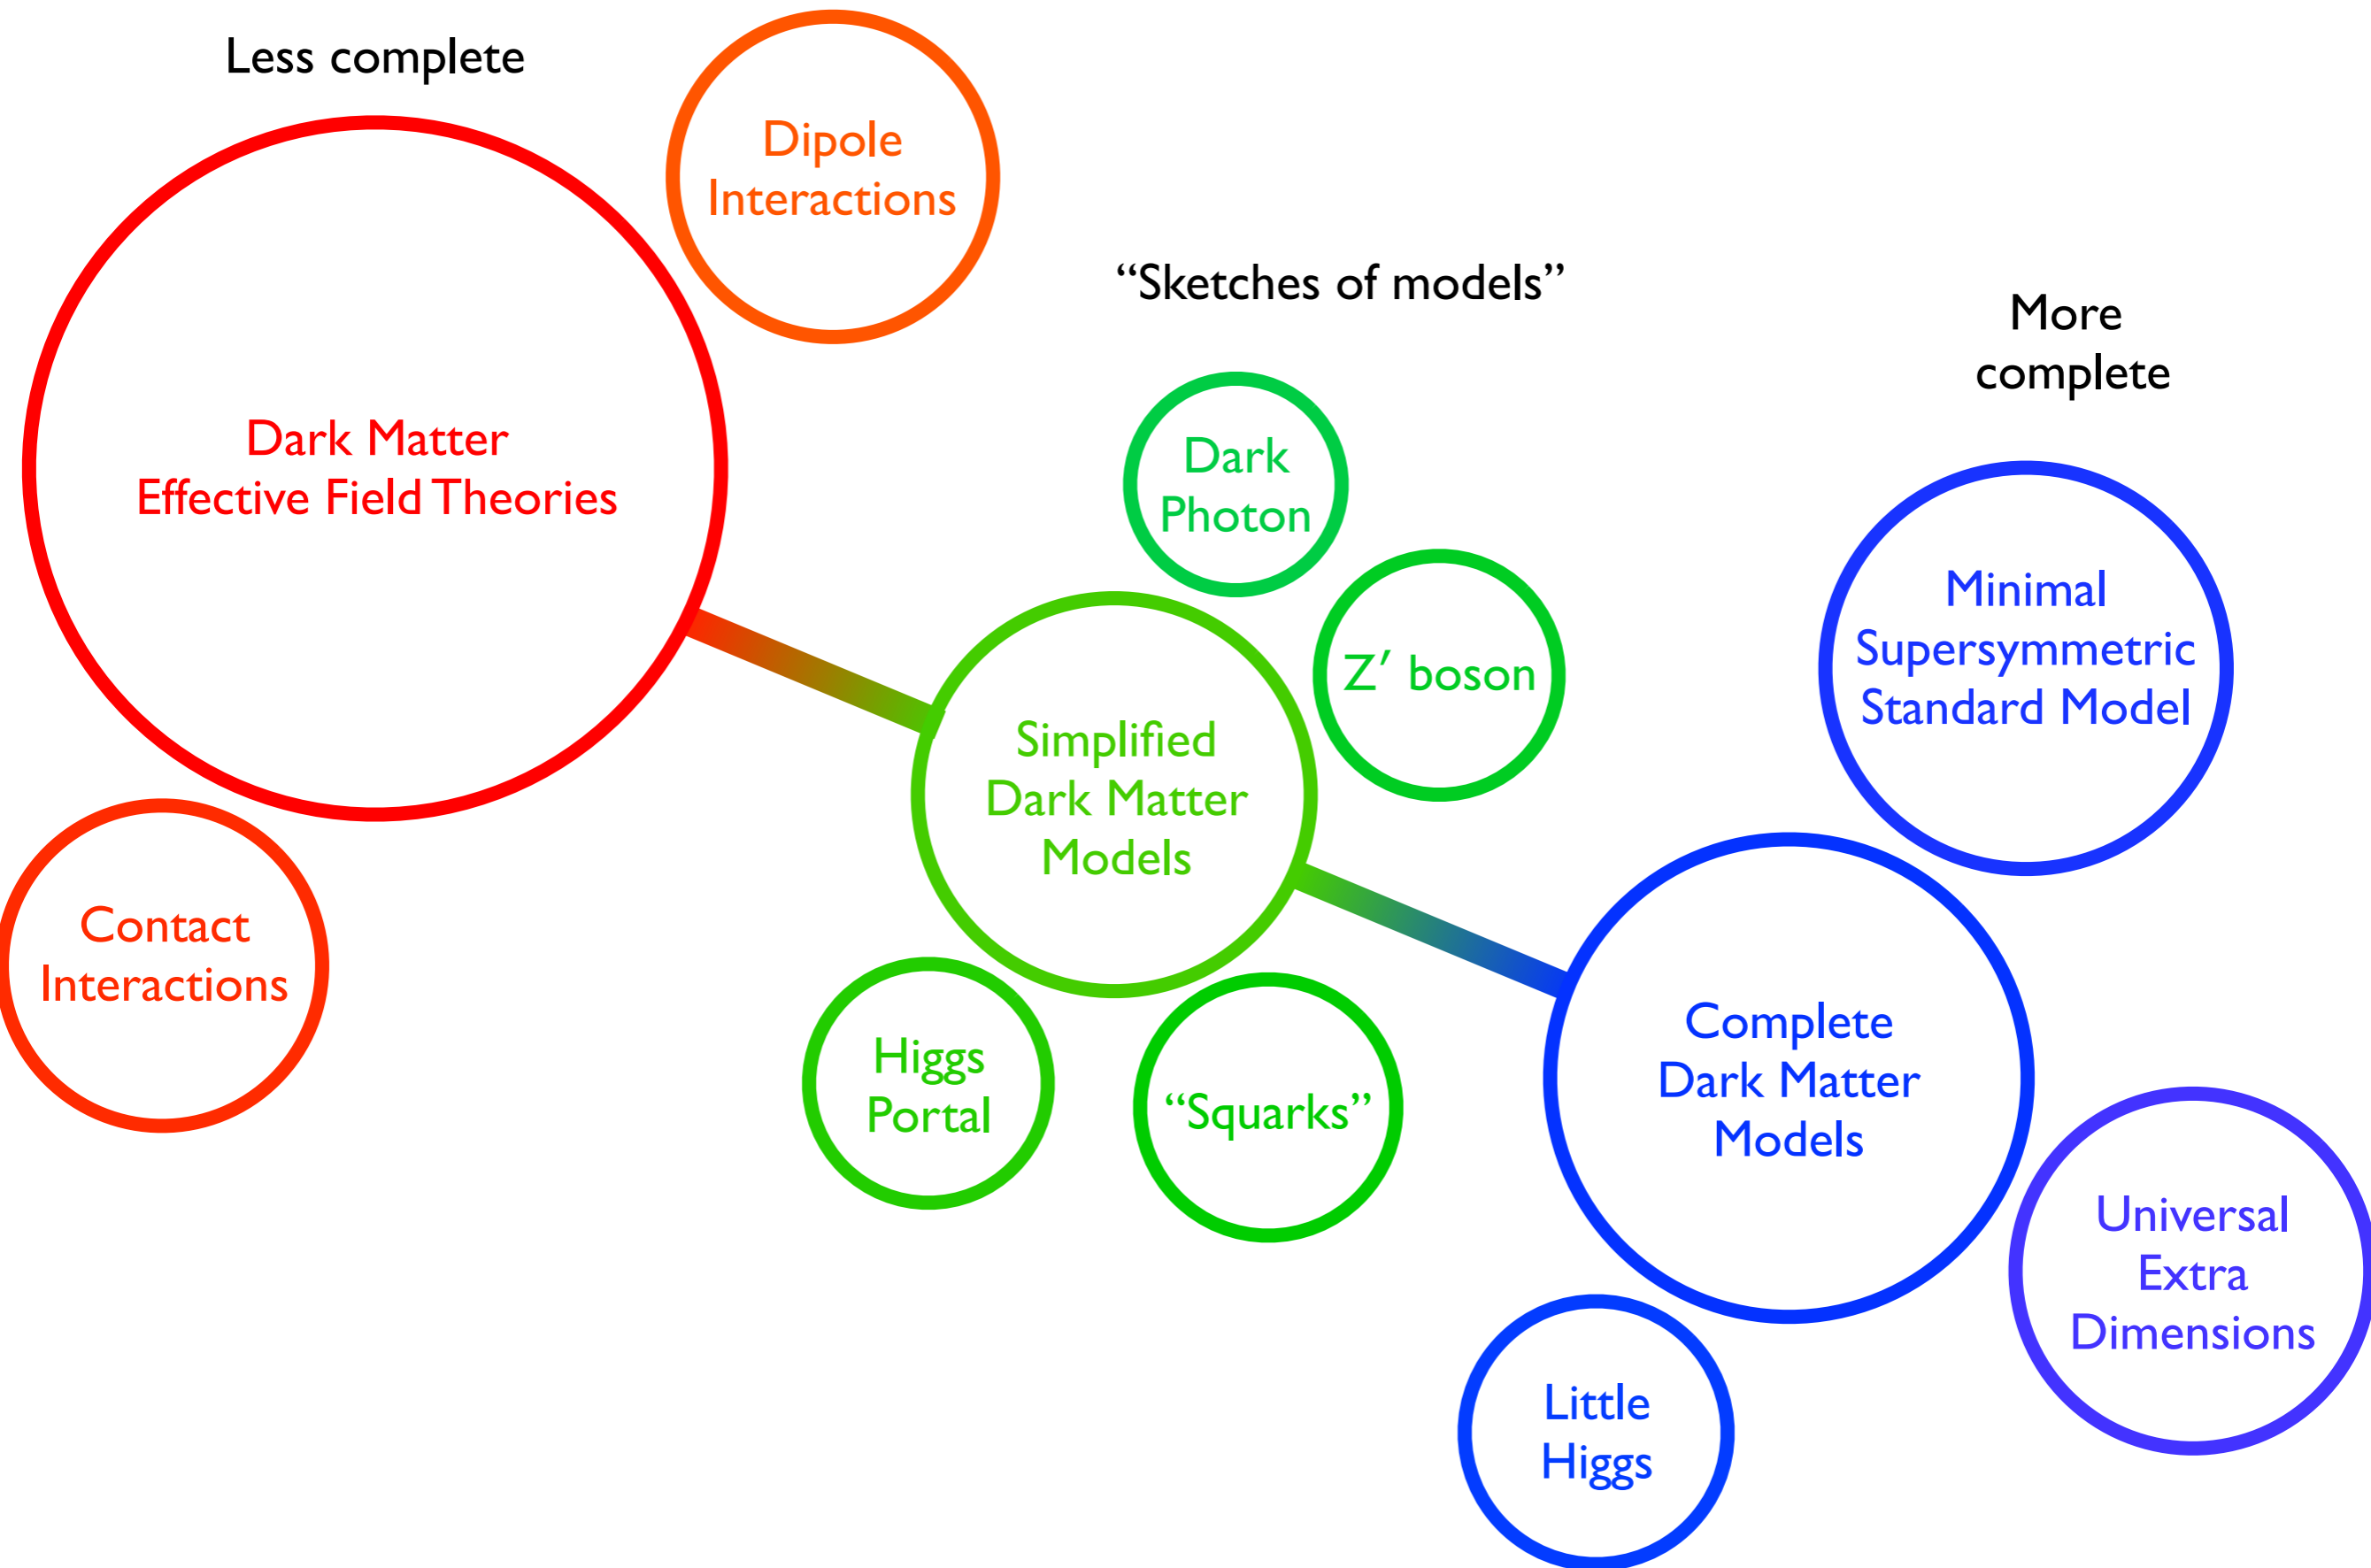 Less complete
Dipole
Interactions
“Sketches of models”
More
complete
Dark Matter
Effective Field Theories
Dark
Photon
Z′ boson
Minimal
Supersymmetric
Standard Model
Simplified
Dark Matter
Models
Contact
Interactions
Higgs
Portal
“Squarks”
Complete
Dark Matter
Models
Universal
Extra
Dimensions
Little
Higgs